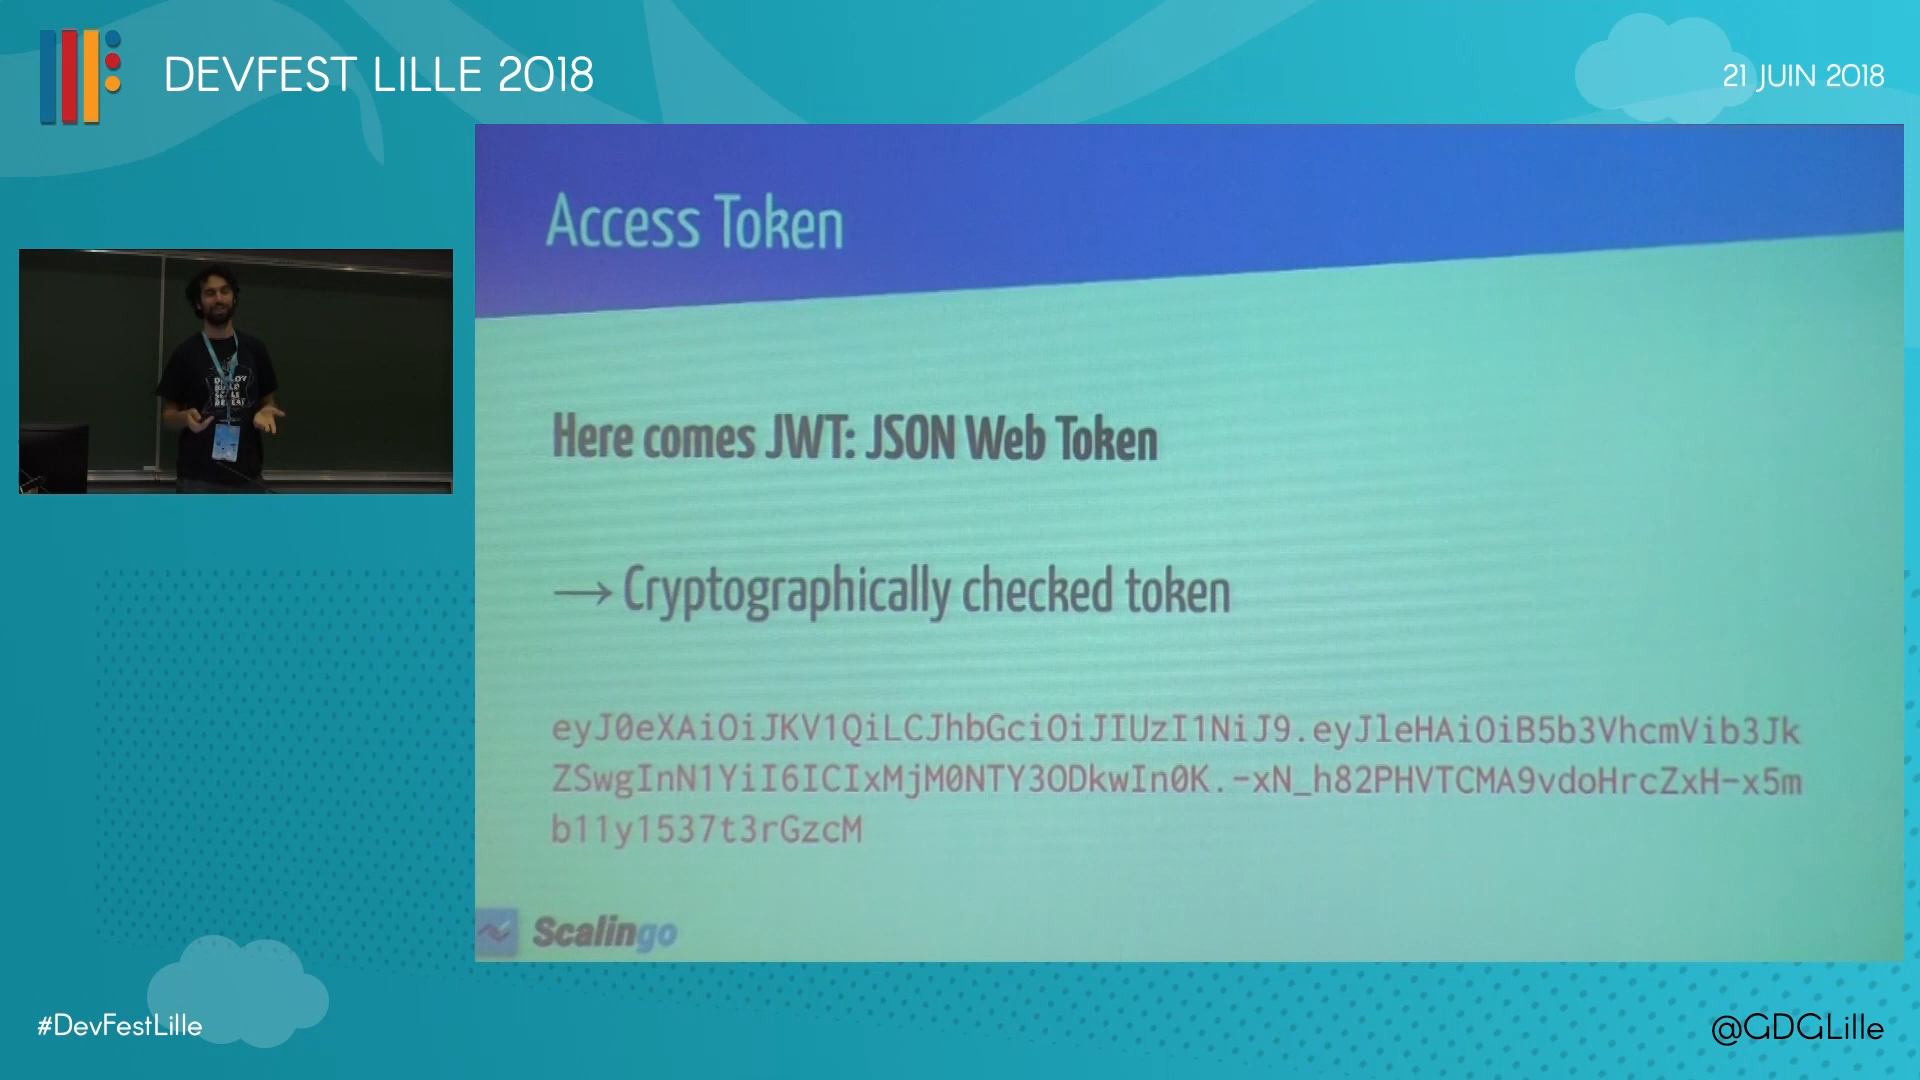 DEVFEST LILLE 2018
21 JUIN 2018
Access Token
Here comes JWT: JSON Web Token
→ Cryptographically checked token
eyJ0eXAiOiJKV1QiLCJhbGciOiJIUzI1NiJ9.eyJleHAiOiB5b3VhcmVib3Jk
ZSwgInN1YiI6ICIxMjM0NTY3ODkwIn0K.-xN_h82PHVTCMA9vdoHrcZxH-x5m
b11y1537t3rGzcM
Scalingo
#DevFestLille
@GDGLille